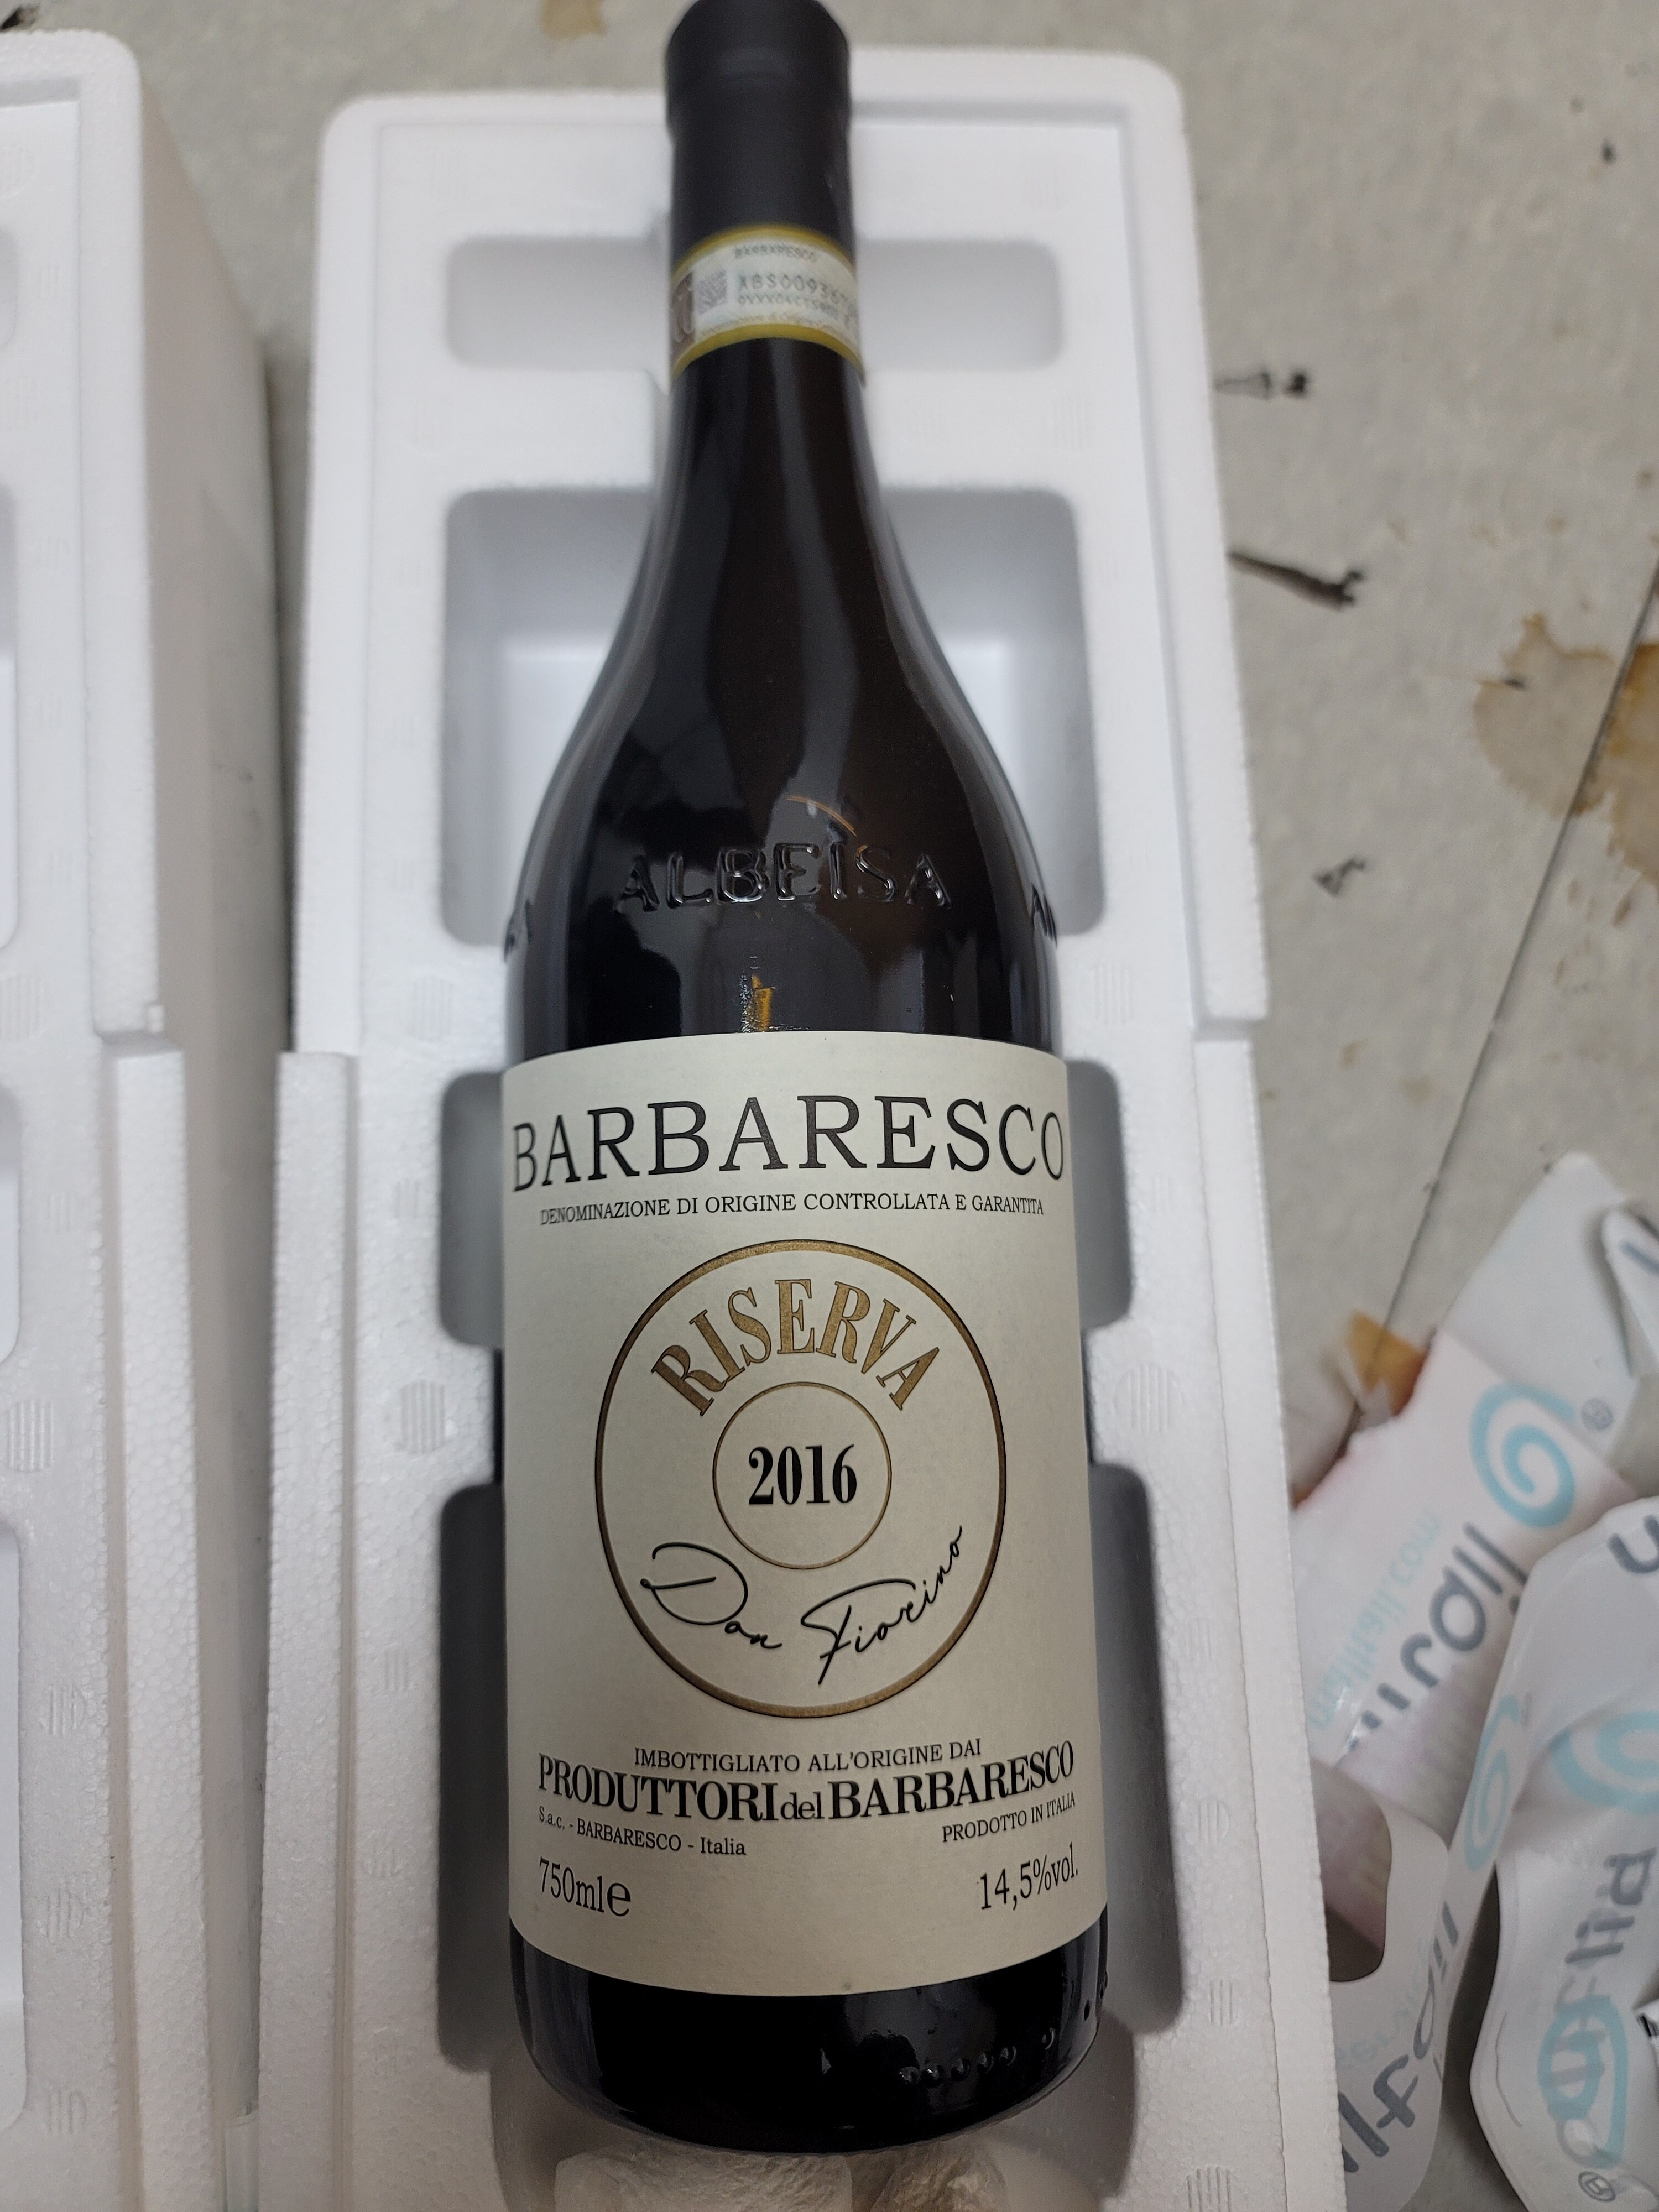 BARBARESCO
ALBEISA
BARBARESCO
DENOMINAZIONE DI ORIGINE CONTROLLATA E GARANTITA
RISERVA
2016
Don Fiorino
IMBOTTIGLIATO ALL'ORIGINE DAI
PRODUTTORI del BARBARESCO
S.a.c. - BARBARESCO - Italia
PRODOTTO IN ITALIA
750ml e
14,5%vol.